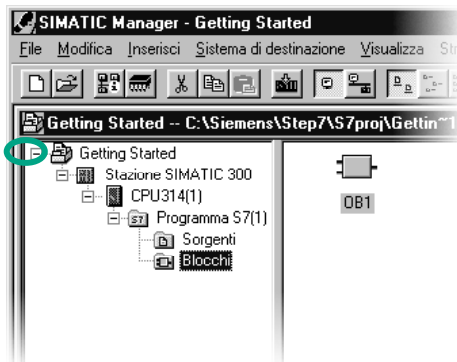 SIMATIC Manager - Getting Started
File Modifica Inserisci Sistema di destinazione Visualizza
Getting Started -- C:\Siemens\Step7\S7proj\Gettin~1
Getting Started
Stazione SIMATIC 300
CPU314(1)
Programma S7(1)
Sorgenti
Blocchi
OB1